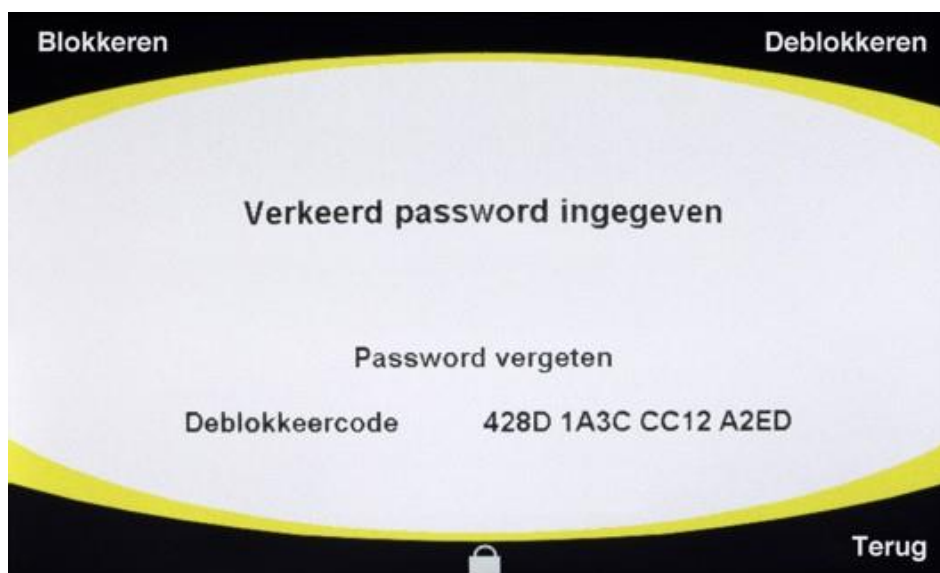 Blokkeren
Deblokkeren
Verkeerd password ingegeven
Password vergeten
Deblokkeercode 428D 1A3C CC12 A2ED
Terug